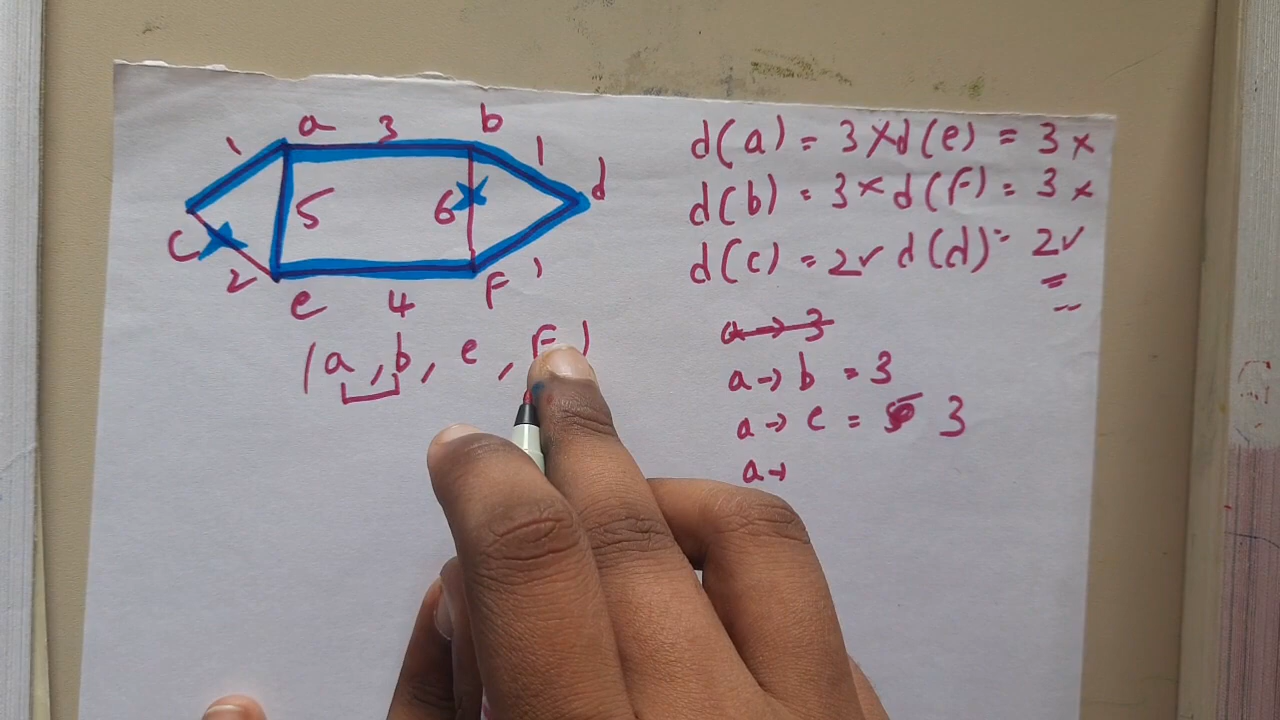 a 3 b
1 1
d
5 6
C
2 1
e 4 F
(a, b, e, F)
d(a) = 3 x d(e) = 3 x
d(b) = 3 x d(F) = 3 x
d(c) = 2 ✓ d(d) = 2 ✓
a → 3
a → b = 3
a → e = 3
a →